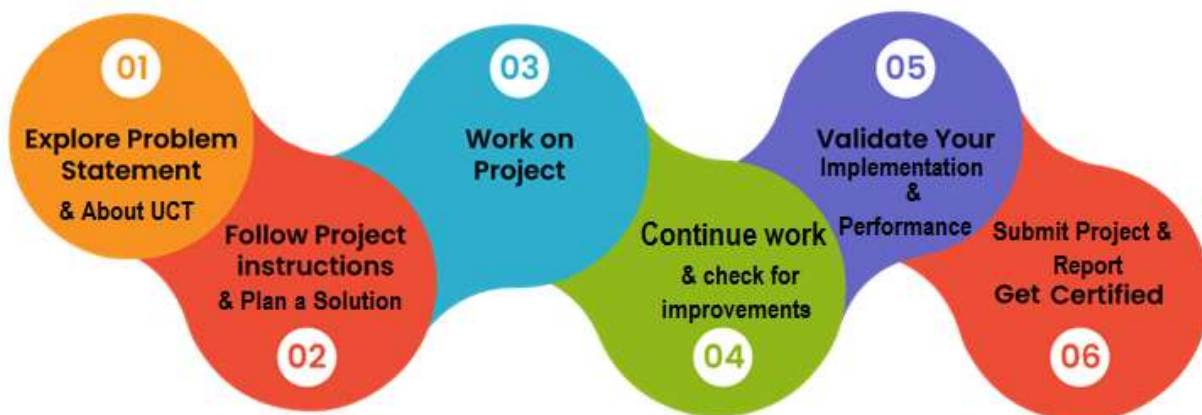 01
Explore Problem
Statement
& About UCT
Follow Project
instructions
& Plan a Solution
02
03
Work on
Project
Continue work
& check for
improvements
04
05
Validate Your
Implementation
&
Performance
Submit Project &
Report
Get Certified
06